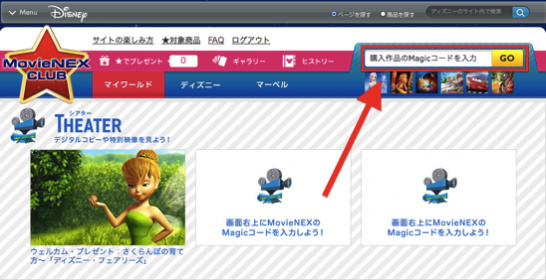 Menu
Disney
ページを探す
商品を探す
ディズニーのサイト内で検索
サイトの楽しみ方
★対象商品
FAQ
ログアウト
MovieNEX
CLUB
★でプレゼント
0
ギャラリー
ヒストリー
購入作品のMagicコードを入力
GO
マイワールド
ディズニー
マーベル
シアター
THEATER
デジタルコピーや特別映像を見よう！
画面右上にMovieNEXの
Magicコードを入力しよう！
画面右上にMovieNEXの
Magicコードを入力しよう！
ウェルカム・プレゼント：さくらんぼの育て
方～「ディズニー・フェアリーズ」